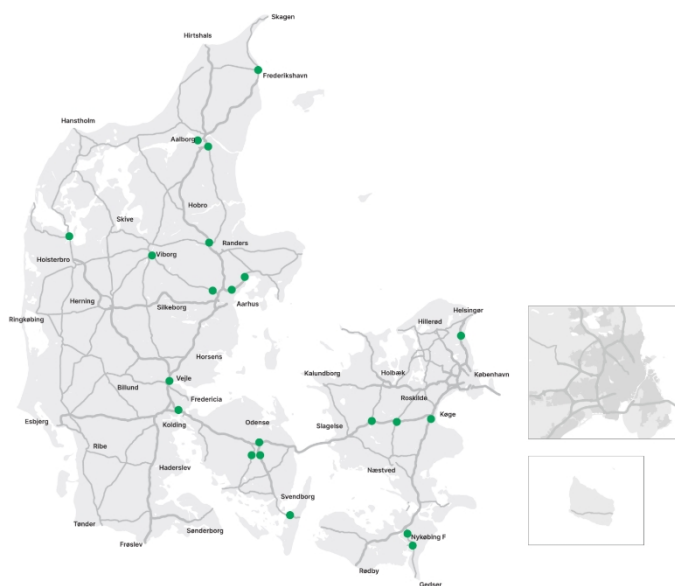 Skagen
Hirtshals
Frederikshavn
Hanstholm
Aalborg
Hobro
Skive
Randers
Viborg
Holsterbro
Herning
Silkeborg
Aarhus
Ringkøbing
Helsingør
Hillerød
Horsens
Kalundborg
Holbæk
København
Vejle
Billund
Fredericia
Roskilde
Esbjerg
Kolding
Odense
Slagelse
Køge
Ribe
Haderslev
Næstved
Svendborg
Tønder
Sønderborg
Frøslev
Nykøbing F
Rødby
Gedser